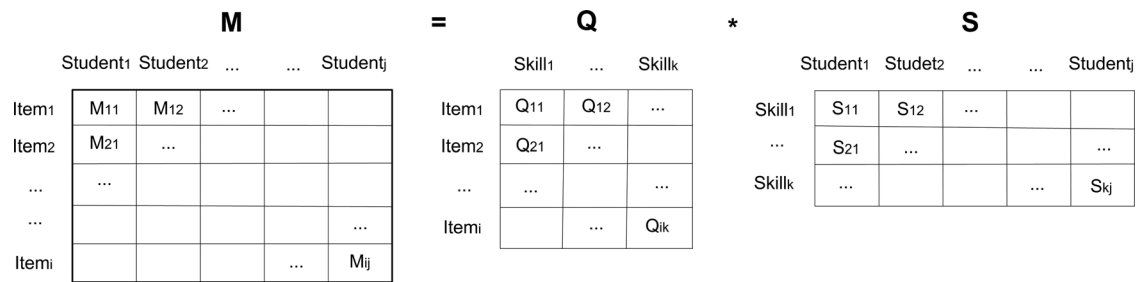 M = Q * S
Student1 Student2 ... ... Studentj
Skill1 ... Skillk
Student1 Studet2 ... ... Studentj
Item1 M11 M12 ...
Item2 M21 ...
... ...
... ...
Itemi ... Mij
Item1 Q11 Q12 ...
Item2 Q21 ...
... ... ...
Itemi ... Qik
Skill1 S11 S12 ...
... S21 ... ...
Skillk ... ... Skj